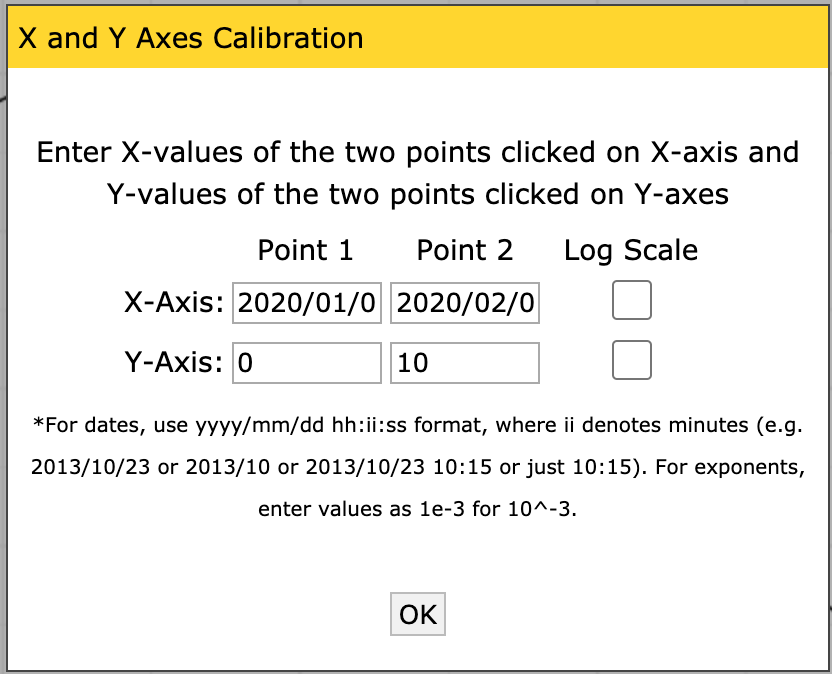 X and Y Axes Calibration
Enter X-values of the two points clicked on X-axis and
Y-values of the two points clicked on Y-axes
Point 1 Point 2 Log Scale
X-Axis: 2020/01/0 2020/02/0
Y-Axis: 0 10
*For dates, use yyyy/mm/dd hh:ii:ss format, where ii denotes minutes (e.g.
2013/10/23 or 2013/10 or 2013/10/23 10:15 or just 10:15). For exponents,
enter values as 1e-3 for 10^-3.
OK